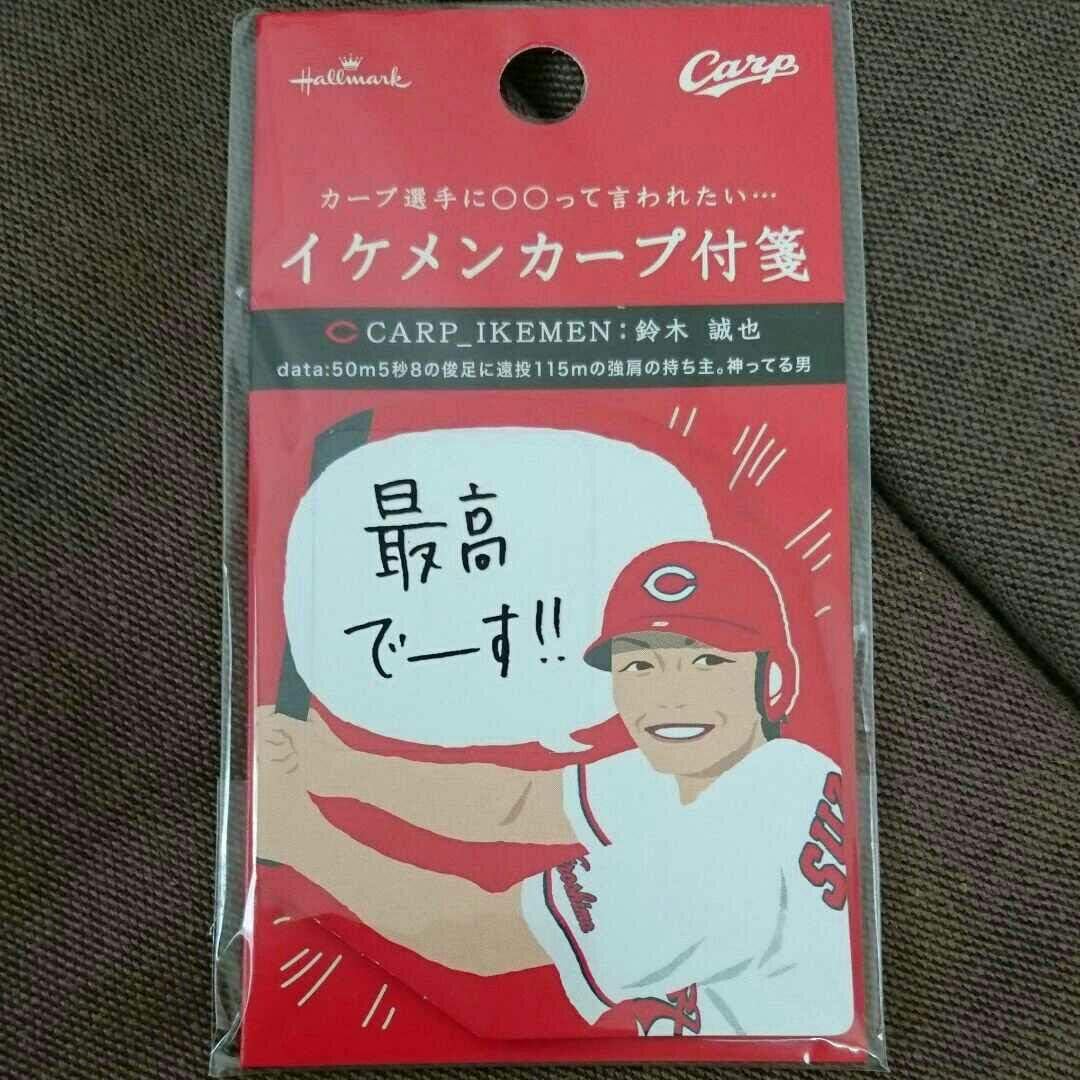 Hallmark
Carp
カープ選手に〇〇って言われたい…
イケメンカープ付箋
C CARP_IKEMEN:鈴木 誠也
data:50m5秒8の俊足に遠投115mの強肩の持ち主。神ってる男
最高
でーす!!
C
SUZ